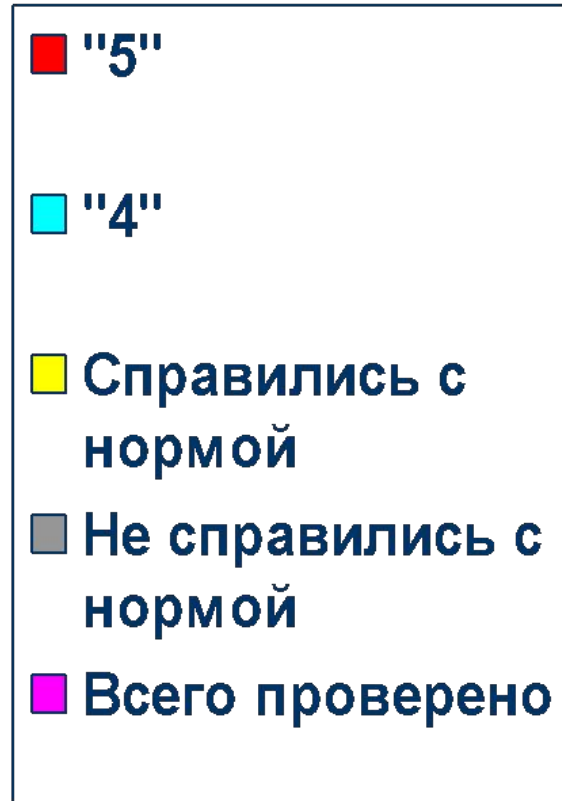 "5"
"4"
Справились с
нормой
Не справились с
нормой
Всего проверено